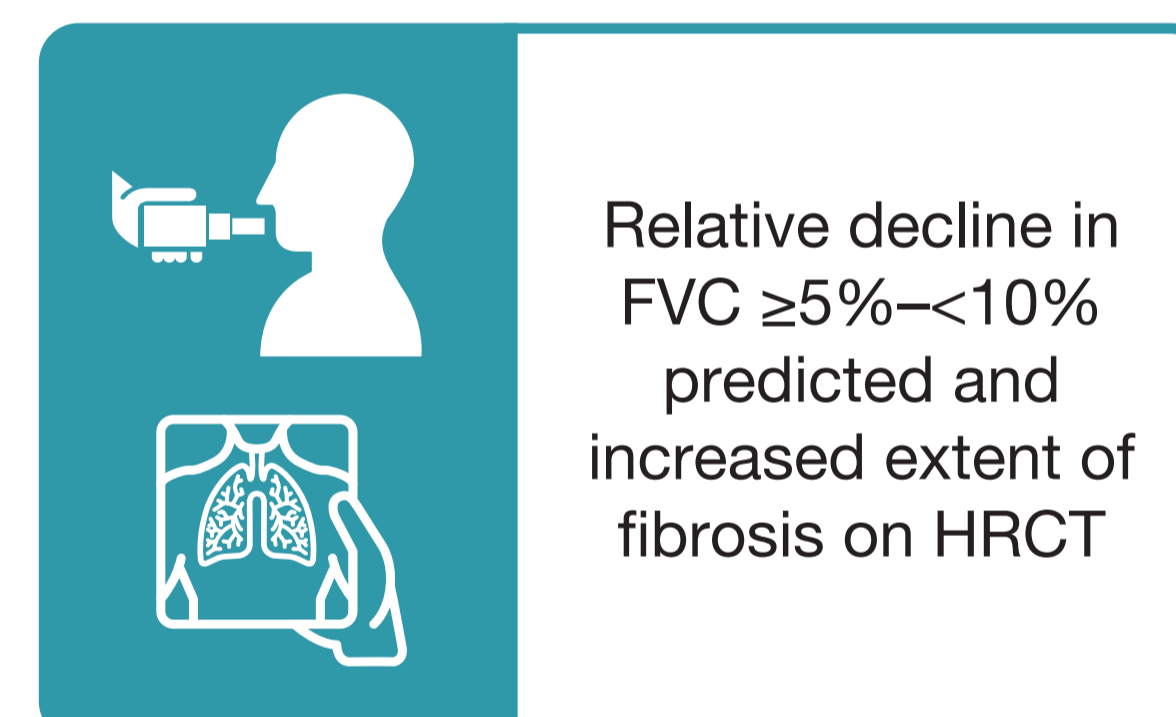 Relative decline in
FVC ≥5%–<10%
predicted and
increased extent of
fibrosis on HRCT